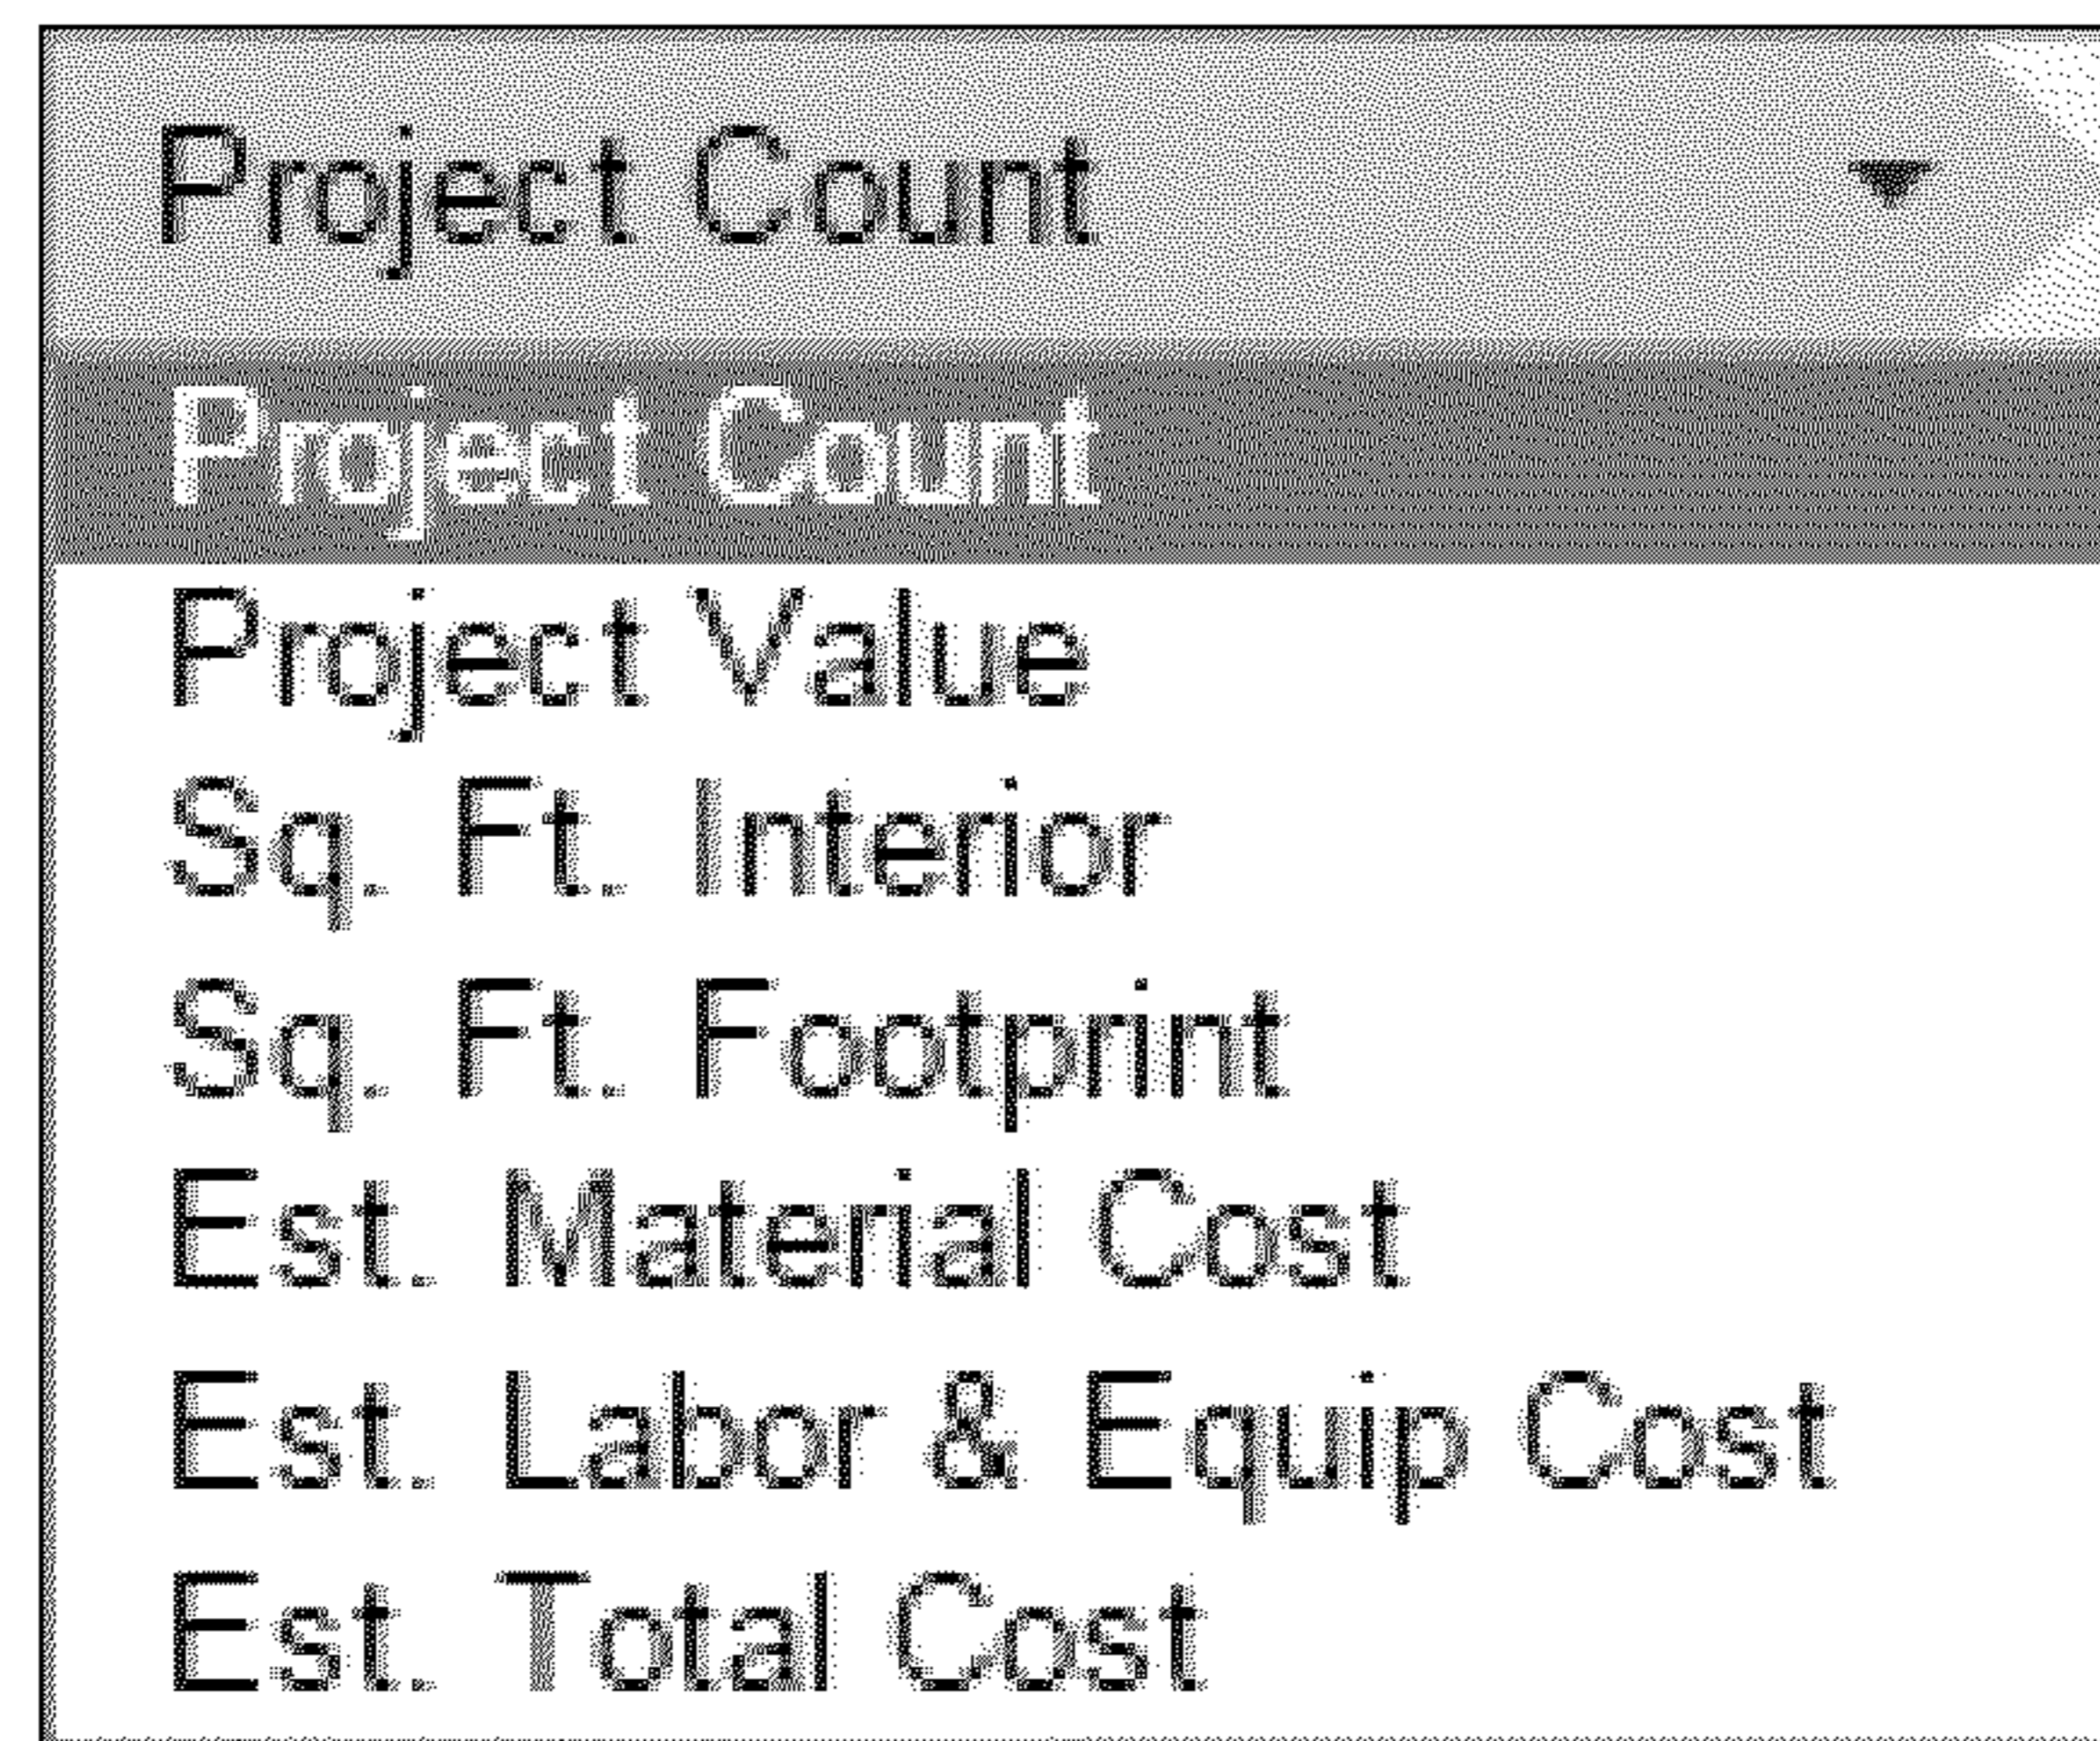 Project Count
Project Count
Project Value
Sq. Ft. Interior
Sq. Ft. Footprint
Est. Material Cost
Est. Labor & Equip Cost
Est. Total Cost